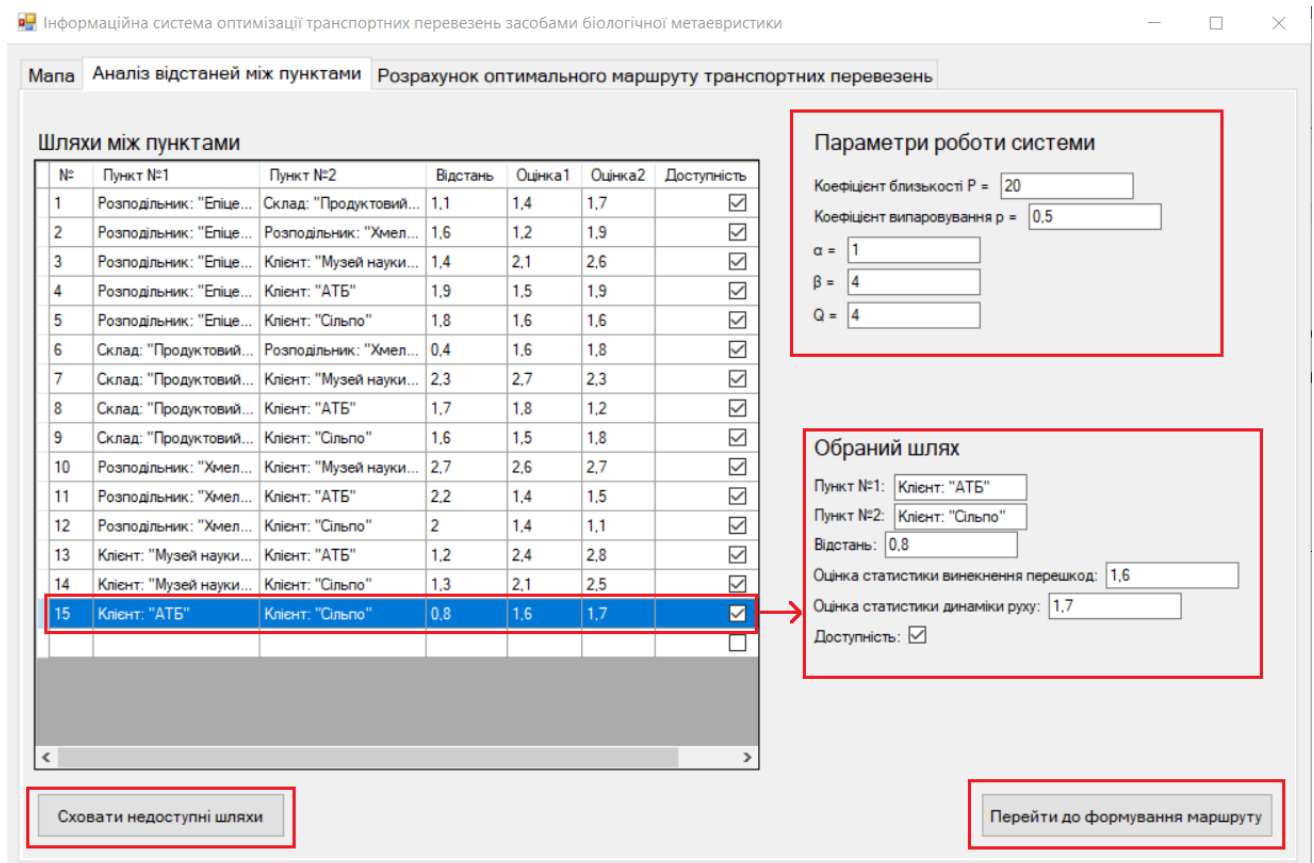 Інформаційна система оптимізації транспортних перевезень засобами біологічної метаевристики
Мапа Аналіз відстаней між пунктами Розрахунок оптимального маршруту транспортних перевезень
Шляхи між пунктами
№ Пункт №1 Пункт №2 Відстань Оцінка1 Оцінка2 Доступність
1 Розподільник: "Епіце... Склад: "Продуктовий... 1,1 1,4 1,7
2 Розподільник: "Епіце... Розподільник: "Хмел... 1,6 1,2 1,9
3 Розподільник: "Епіце... Клієнт: "Музей науки... 1,4 2,1 2,6
4 Розподільник: "Епіце... Клієнт: "АТБ" 1,9 1,5 1,9
5 Розподільник: "Епіце... Клієнт: "Сільпо" 1,8 1,6 1,6
6 Склад: "Продуктовий... Розподільник: "Хмел... 0,4 1,6 1,8
7 Склад: "Продуктовий... Клієнт: "Музей науки... 2,3 2,7 2,3
8 Склад: "Продуктовий... Клієнт: "АТБ" 1,7 1,8 1,2
9 Склад: "Продуктовий... Клієнт: "Сільпо" 1,6 1,5 1,8
10 Розподільник: "Хмел... Клієнт: "Музей науки... 2,7 2,6 2,7
11 Розподільник: "Хмел... Клієнт: "АТБ" 2,2 1,4 1,5
12 Розподільник: "Хмел... Клієнт: "Сільпо" 2 1,4 1,1
13 Клієнт: "Музей науки... Клієнт: "АТБ" 1,2 2,4 2,8
14 Клієнт: "Музей науки... Клієнт: "Сільпо" 1,3 2,1 2,5
15 Клієнт: "АТБ" Клієнт: "Сільпо" 0,8 1,6 1,7
Сховати недоступні шляхи
Параметри роботи системи
Коефіцієнт близькості P = 20
Коефіцієнт випаровування p = 0,5
α = 1
β = 4
Q = 4
Обраний шлях
Пункт №1: Клієнт: "АТБ"
Пункт №2: Клієнт: "Сільпо"
Відстань: 0,8
Оцінка статистики винекнення перешкод: 1,6
Оцінка статистики динаміки руху: 1,7
Доступність:
Перейти до формування маршруту